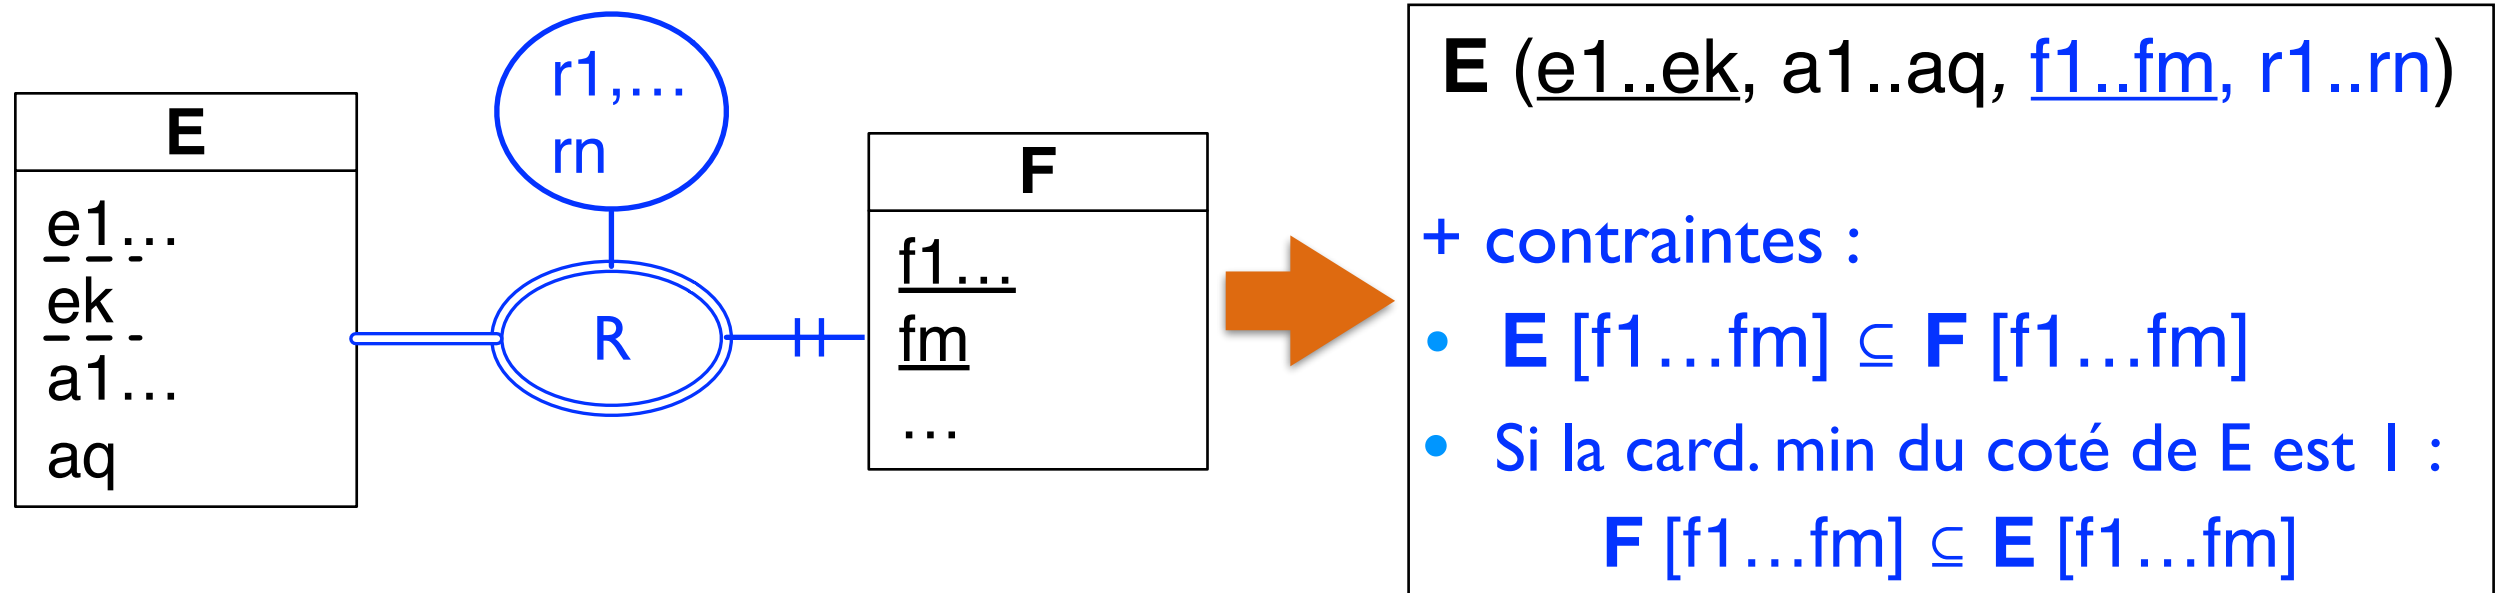 E
e1...
ek
a1...
aq
r1,...
rn
R
F
f1...
fm
...
E (e1..ek, a1..aq, f1..fm, r1..rn)
+ contraintes :
• E [f1...fm] ⊆ F [f1...fm]
• Si la card. min du coté de E est 1 :
F [f1...fm] ⊆ E [f1...fm]